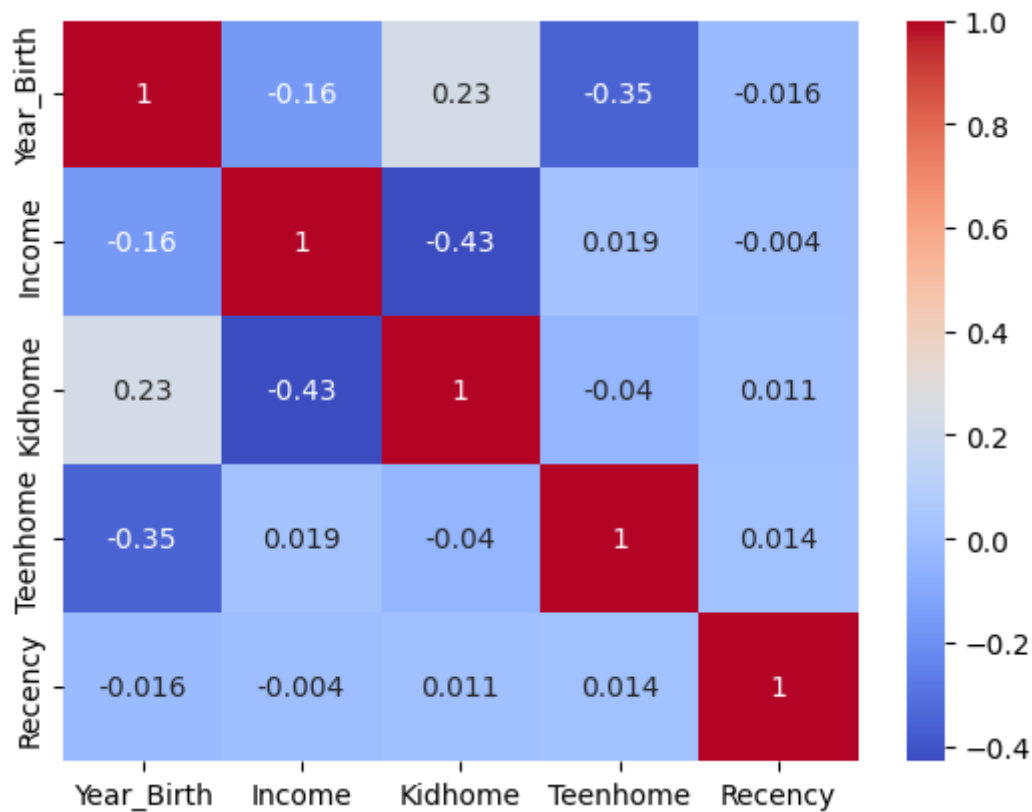 Year_Birth 1 -0.16 0.23 -0.35 -0.016
Income -0.16 1 -0.43 0.019 -0.004
Kidhome 0.23 -0.43 1 -0.04 0.011
Teenhome -0.35 0.019 -0.04 1 0.014
Recency -0.016 -0.004 0.011 0.014 1
Year_Birth Income Kidhome Teenhome Recency
1.0
0.8
0.6
0.4
0.2
0.0
−0.2
−0.4